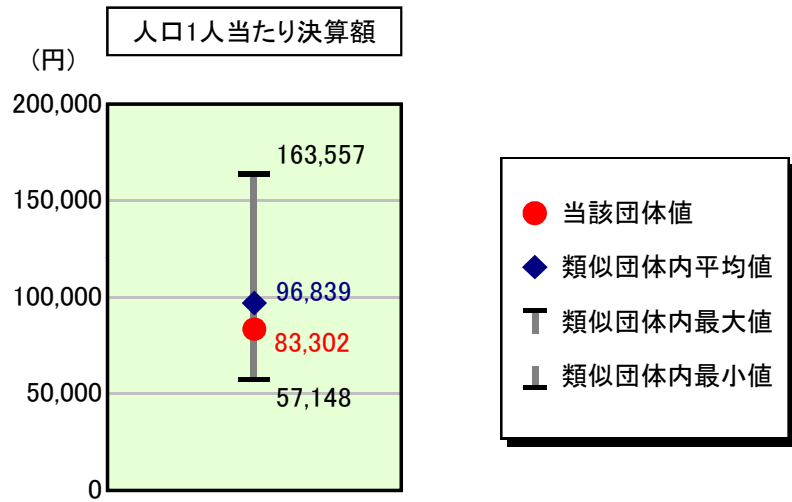 人口1人当たり決算額
(円)
200,000
163,557
150,000
100,000
96,839
83,302
57,148
50,000
0
当該団体値
類似団体内平均値
類似団体内最大値
類似団体内最小値